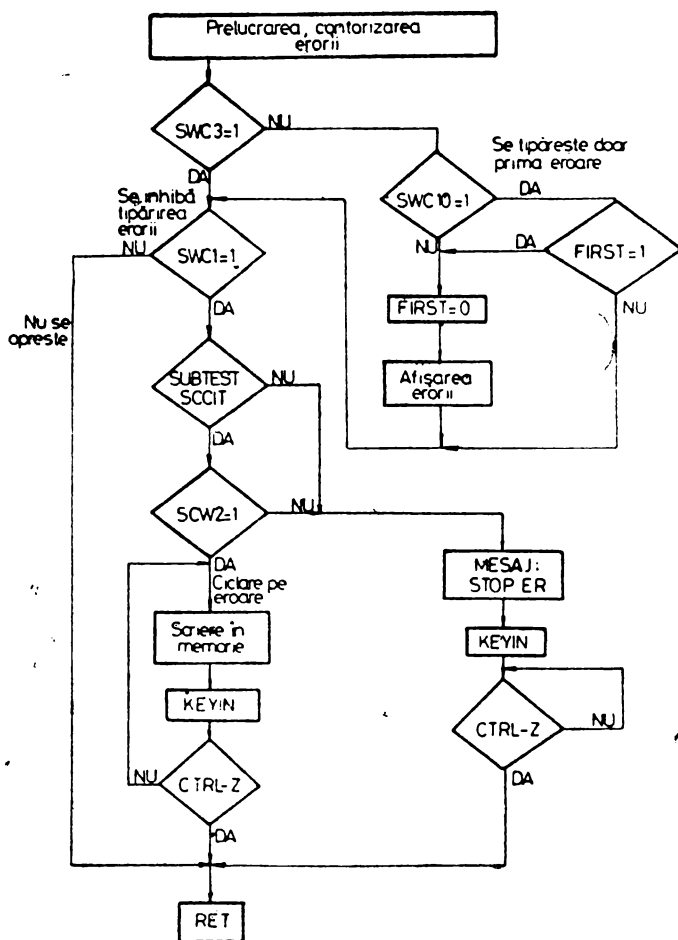 Prelucrarea, contorizarea
erorii
SWC3=1
NU
DA
Se tipărește doar
prima eroare
SWC10=1
DA
NU
DA
FIRST=1
NU
Se inhibă
tipărirea
erorii
NU
SWC1=1
DA
Nu se
oprește
FIRST=0
Afișarea
erorii
SUBTEST
SCCIT
NU
DA
SCW2=1
NU
DA
Ciclare pe
eroare
MESAJ:
STOP ER
Scriere în
memorie
KEYIN
KEYIN
CTRL-Z
NU
DA
CTRL-Z
NU
DA
RET